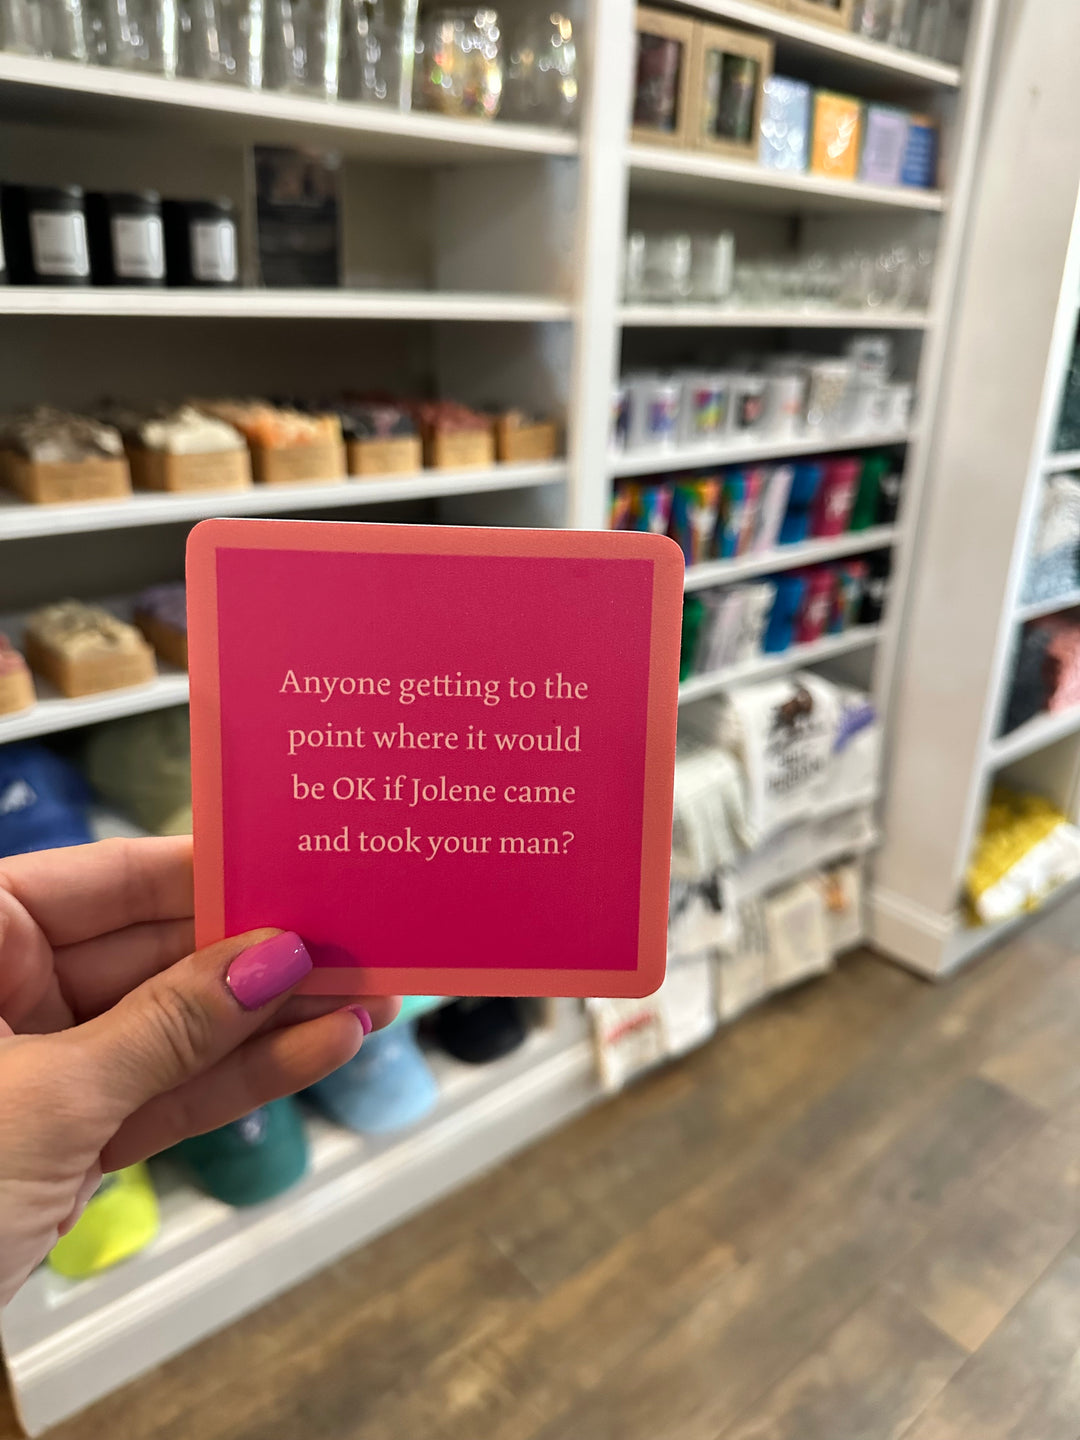 Anyone getting to the
point where it would
be OK if Jolene came
and took your man?